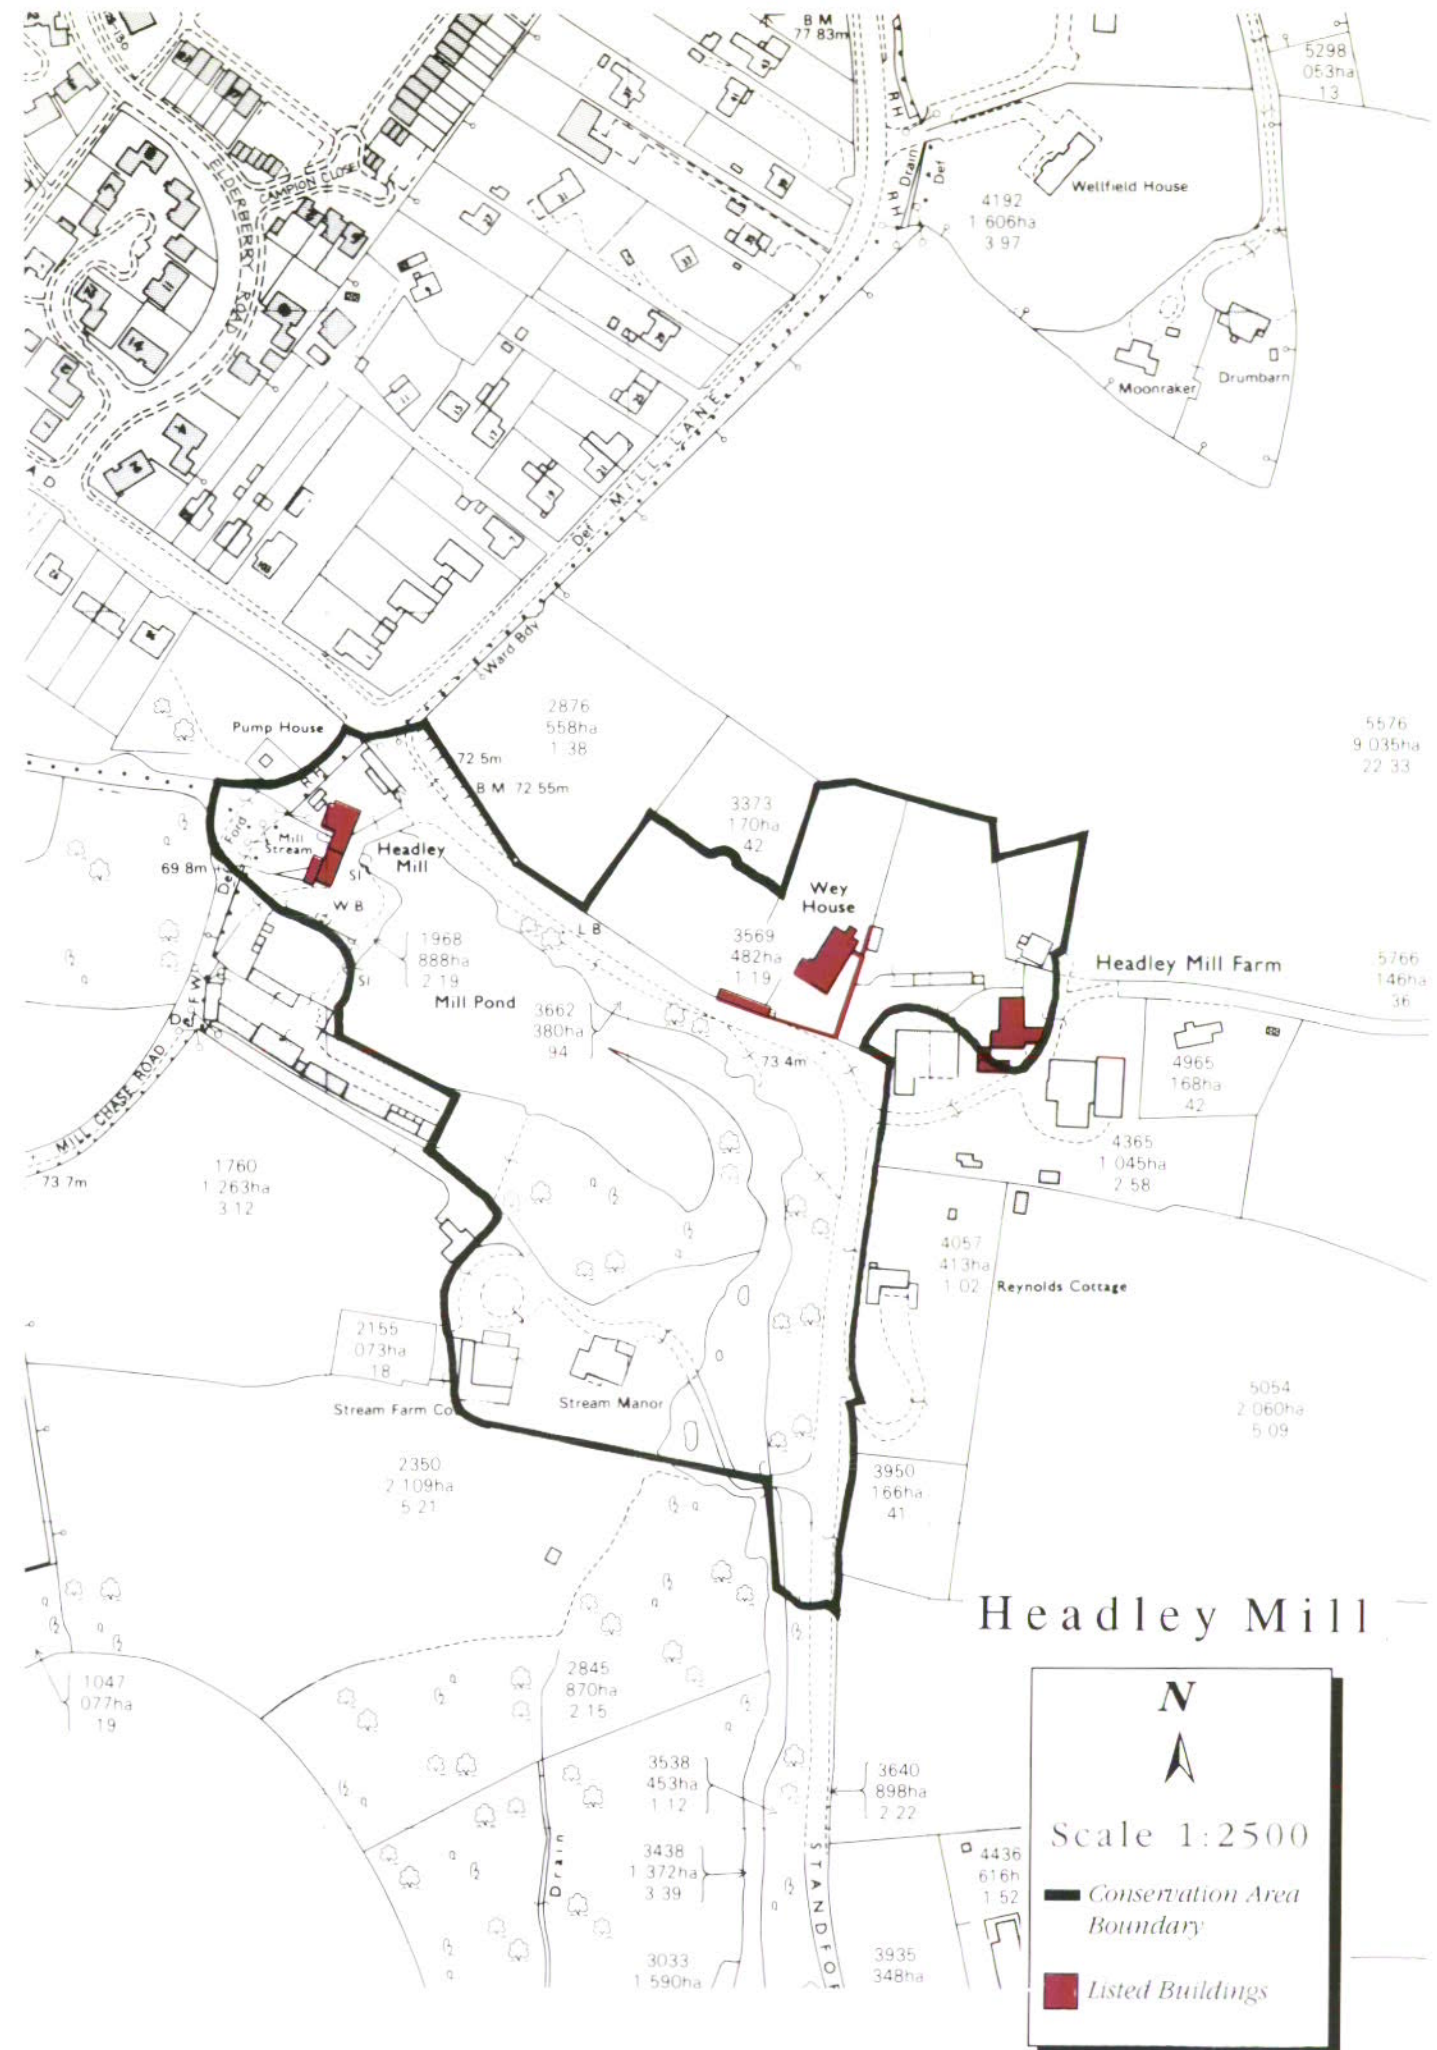 B M
77 83m
5298
053ha
13
R H
Drain
Def
R H
4192
1 606ha
3 97
Wellfield House
CAMPION CLOSE
ELDERBERRY ROAD
Moonraker
Drumbarn
MILL LANE
Def
Ward Bdy
Pump House
2876
558ha
1 38
72 5m
B M 72 55m
5576
9 035ha
22 33
3373
170ha
42
R H
Ford
Mill
Stream
Headley
Mill
69 8m
Sl
W B
Wey
House
L B
1968
888ha
2 19
Sl
Mill Pond
3569
482ha
1 19
Headley Mill Farm
5766
146ha
36
F W
3662
380ha
94
73 4m
4965
168ha
42
MILL CHASE ROAD
73 7m
1760
1 263ha
3 12
4365
1 045ha
2 58
4057
413ha
1 02
Reynolds Cottage
2155
073ha
18
Stream Farm Co
Stream Manor
5054
2 060ha
5 09
2350
2 109ha
5 21
3950
166ha
41
Headley Mill
1047
077ha
19
2845
870ha
2 15
N
3538
453ha
1 12
3640
898ha
2 22
Scale 1:2500
Drain
3438
1 372ha
3 39
STANDFO
4436
616h
1 52
Conservation Area
Boundary
3033
1 590ha
3935
348ha
Listed Buildings